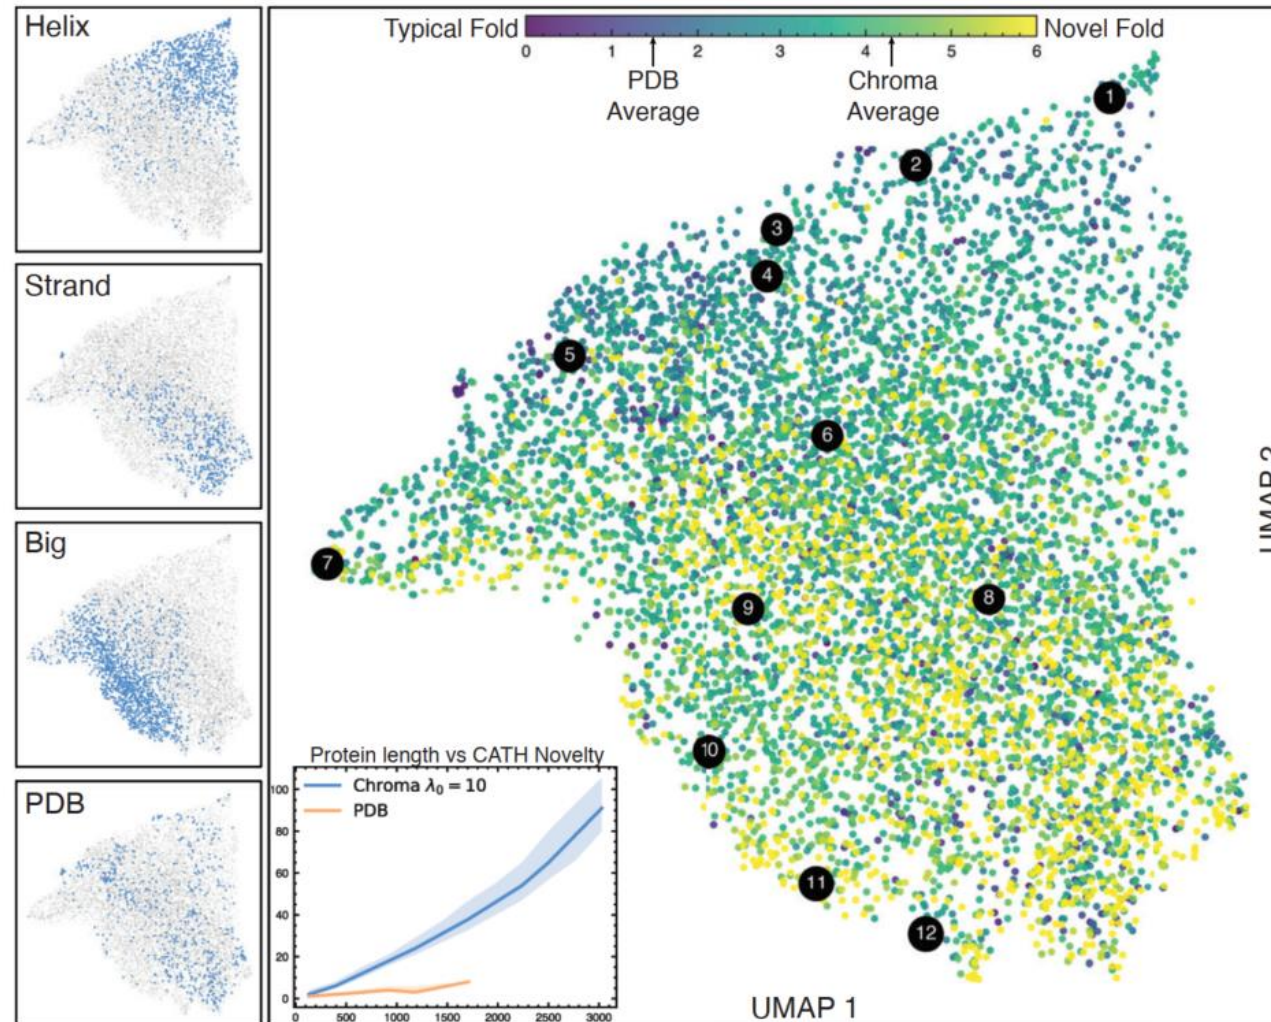 Helix
Strand
Big
PDB
Typical Fold
Novel Fold
0 1 2 3 4 5 6
PDB
Average
Chroma
Average
1
2
3
4
5
6
7
8
9
10
11
12
UMAP 2
UMAP 1
Protein length vs CATH Novelty
Chroma λ₀ = 10
PDB
100
80
60
40
20
0
0 500 1000 1500 2000 2500 3000